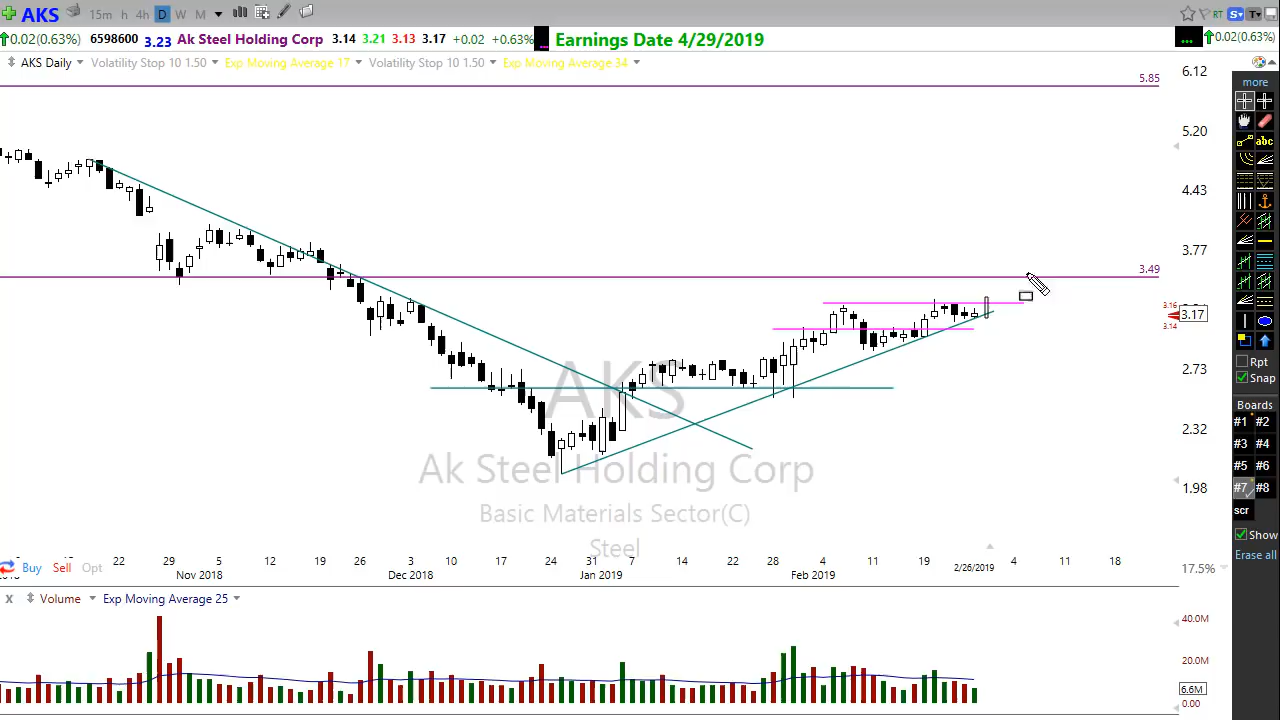 AKS 15m h 4h D W M RT S T
0.02(0.63%) 6598600 3.23 Ak Steel Holding Corp 3.14 3.21 3.13 3.17 +0.02 +0.63% ... Earnings Date 4/29/2019 ... 0.02(0.63%)
AKS Daily Volatility Stop 10 1.50 Exp Moving Average 17 Volatility Stop 10 1.50 Exp Moving Average 34
more
abc
5.85
3.49
6.12
5.20
4.43
3.77
3.16
3.17
3.14
2.73
2.32
1.98
AKS
Ak Steel Holding Corp
Basic Materials Sector(C)
Steel
Rpt
Snap
Boards
#1 #2
#3 #4
#5 #6
#7 #8
scr
Show
Erase all
22 29 5 12 19 26 3 10 17 24 31 7 14 22 28 4 11 19 2/26/2019 4 11 18
Nov 2018 Dec 2018 Jan 2019 Feb 2019
Buy Sell Opt
17.5%
X Volume Exp Moving Average 25
40.0M
20.0M
6.6M
0.00